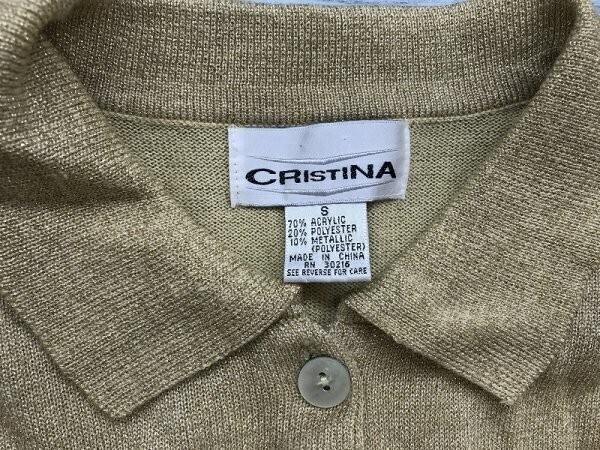 CRISTINA
S
70% ACRYLIC
20% POLYESTER
10% METALLIC
(POLYESTER)
MADE IN CHINA
RN 30216
SEE REVERSE FOR CARE